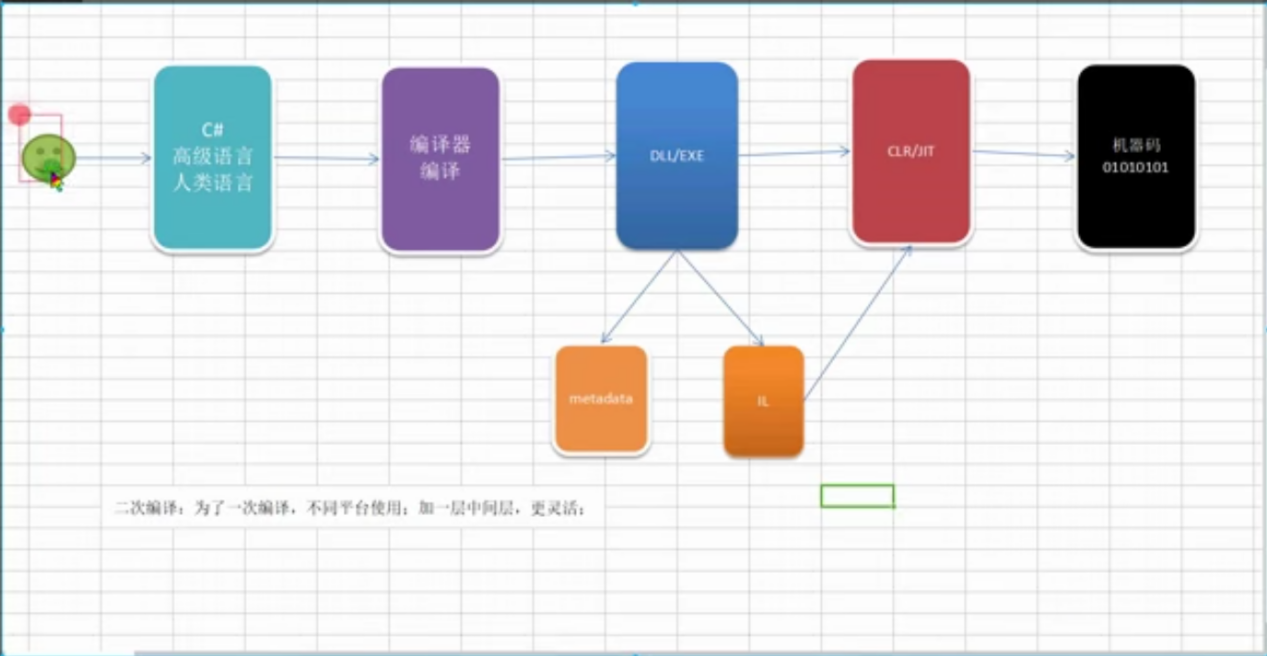 C#
高级语言
人类语言
编译器
编译
DLL/EXE
CLR/JIT
机器码
01010101
metadata
IL
二次编译：为了一次编译，不同平台使用；加一层中间层，更灵活；